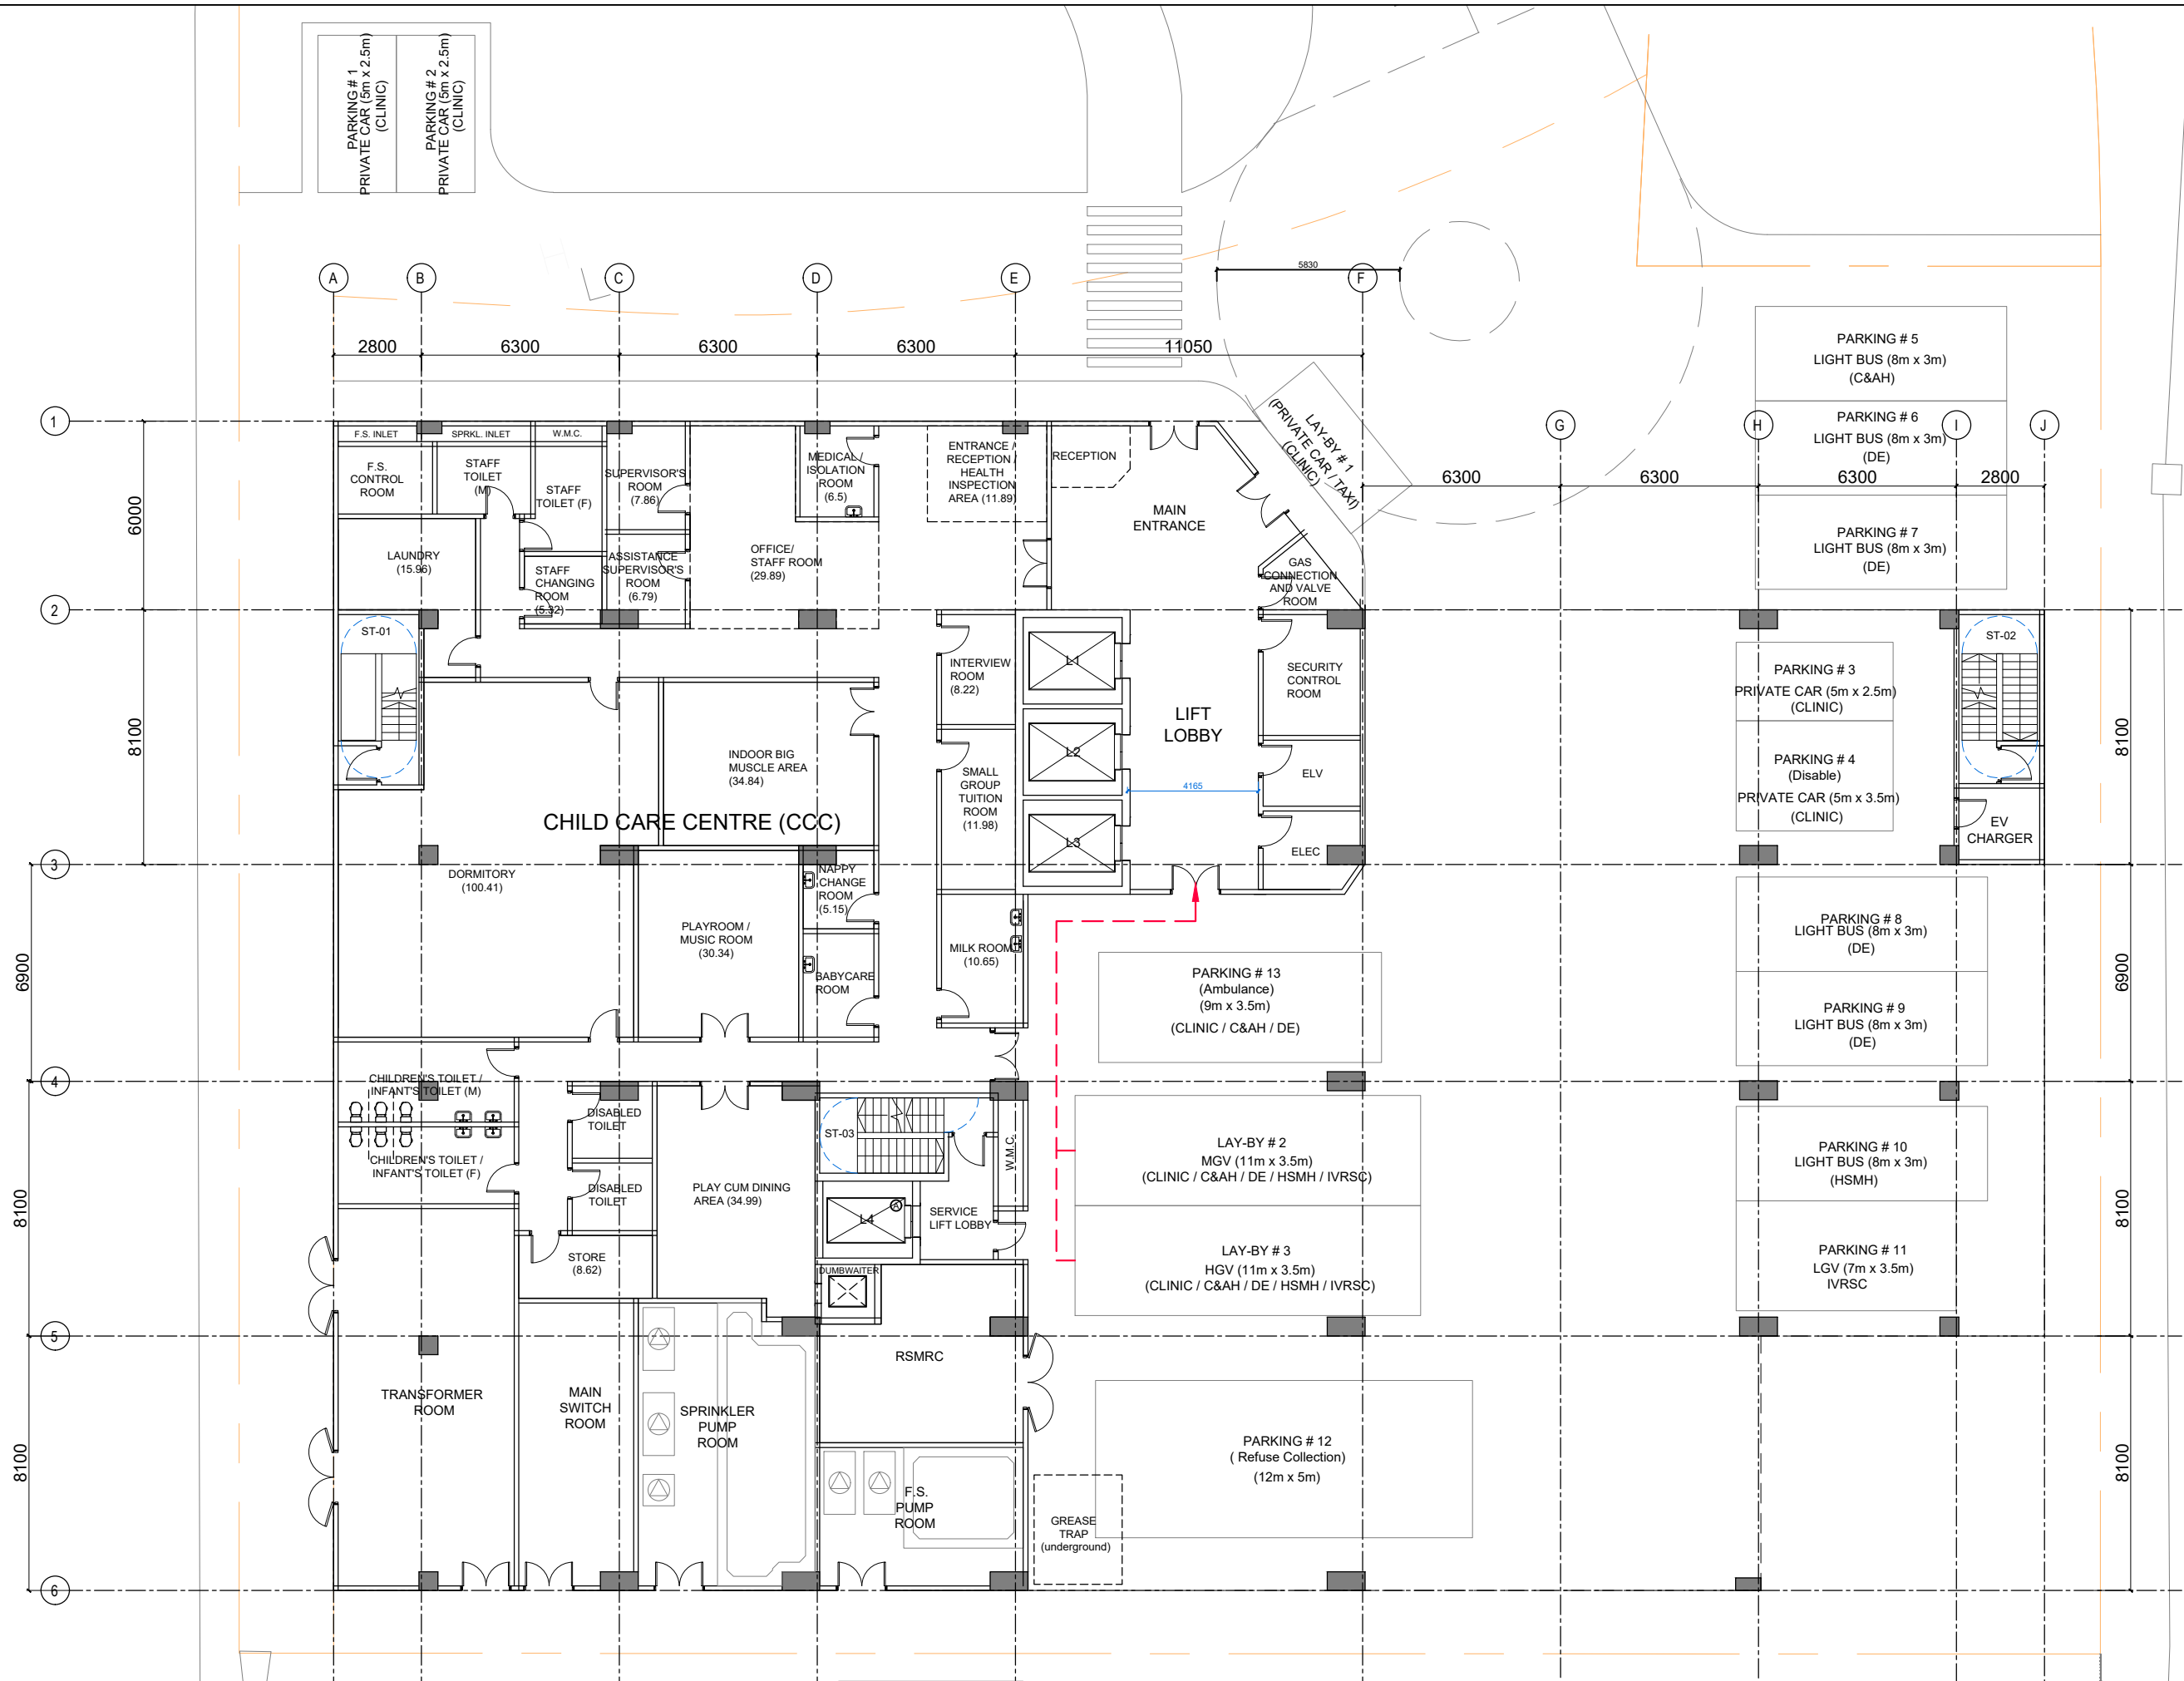 PARKING # 1
PRIVATE CAR (5m x 2.5m)
(CLINIC)
PARKING # 2
PRIVATE CAR (5m x 2.5m)
(CLINIC)
A
B
C
D
E
F
5830
2800
6300
6300
6300
11050
PARKING # 5
LIGHT BUS (8m x 3m)
(C&AH)
PARKING # 6
LIGHT BUS (8m x 3m)
(DE)
PARKING # 7
LIGHT BUS (8m x 3m)
(DE)
G
H
I
J
6300
6300
6300
2800
LAY-BY # 1
(PRIVATE CAR / TAXI)
(CLINIC)
1
2
3
4
5
6
6000
8100
6900
8100
8100
8100
6900
8100
8100
F.S. INLET
SPRKL. INLET
W.M.C.
F.S.
CONTROL
ROOM
STAFF
TOILET
(M)
STAFF
TOILET (F)
SUPERVISOR'S
ROOM
(7.86)
MEDICAL /
ISOLATION
ROOM
(6.5)
ENTRANCE /
RECEPTION /
HEALTH
INSPECTION
AREA (11.89)
RECEPTION
MAIN
ENTRANCE
LAUNDRY
(15.96)
STAFF
CHANGING
ROOM
(5.32)
ASSISTANCE
SUPERVISOR'S
ROOM
(6.79)
OFFICE/
STAFF ROOM
(29.89)
GAS
CONNECTION
AND VALVE
ROOM
ST-01
INTERVIEW
ROOM
(8.22)
L1
L2
L3
LIFT
LOBBY
4165
SECURITY
CONTROL
ROOM
ELV
ELEC
INDOOR BIG
MUSCLE AREA
(34.84)
SMALL
GROUP
TUITION
ROOM
(11.98)
CHILD CARE CENTRE (CCC)
DORMITORY
(100.41)
NAPPY
CHANGE
ROOM
(5.15)
PLAYROOM /
MUSIC ROOM
(30.34)
BABYCARE
ROOM
MILK ROOM
(10.65)
PARKING # 3
PRIVATE CAR (5m x 2.5m)
(CLINIC)
PARKING # 4
(Disable)
PRIVATE CAR (5m x 3.5m)
(CLINIC)
ST-02
EV
CHARGER
PARKING # 8
LIGHT BUS (8m x 3m)
(DE)
PARKING # 9
LIGHT BUS (8m x 3m)
(DE)
PARKING # 13
(Ambulance)
(9m x 3.5m)
(CLINIC / C&AH / DE)
CHILDREN'S TOILET /
INFANT'S TOILET (M)
CHILDREN'S TOILET /
INFANT'S TOILET (F)
DISABLED
TOILET
DISABLED
TOILET
PLAY CUM DINING
AREA (34.99)
STORE
(8.62)
ST-03
W.M.C.
L4
A
SERVICE
LIFT LOBBY
DUMBWAITER
LAY-BY # 2
MGV (11m x 3.5m)
(CLINIC / C&AH / DE / HSMH / IVRSC)
LAY-BY # 3
HGV (11m x 3.5m)
(CLINIC / C&AH / DE / HSMH / IVRSC)
PARKING # 10
LIGHT BUS (8m x 3m)
(HSMH)
PARKING # 11
LGV (7m x 3.5m)
IVRSC
TRANSFORMER
ROOM
MAIN
SWITCH
ROOM
SPRINKLER
PUMP
ROOM
RSMRC
F.S.
PUMP
ROOM
GREASE
TRAP
(underground)
PARKING # 12
( Refuse Collection)
(12m x 5m)